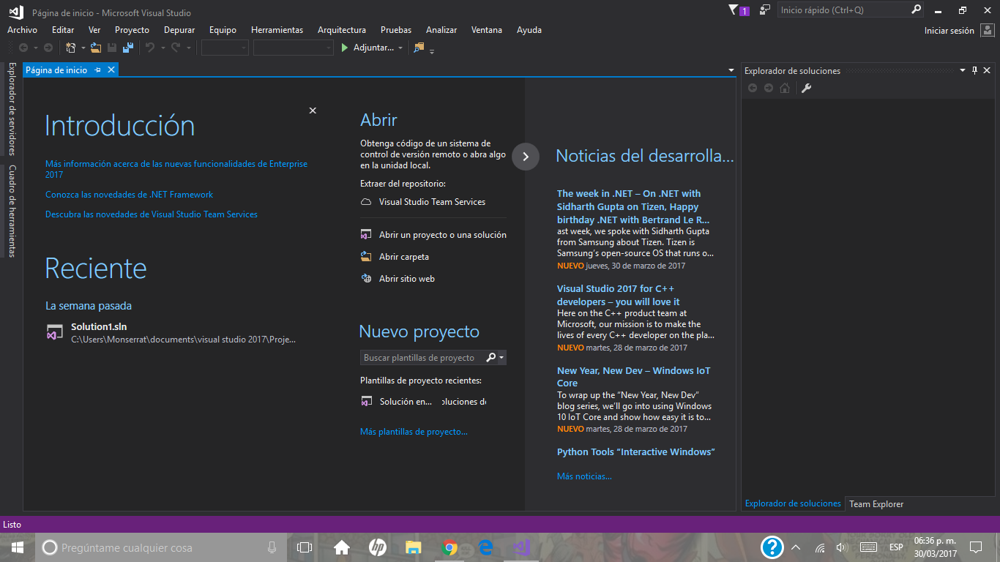 Página de inicio - Microsoft Visual Studio
1
Inicio rápido (Ctrl+Q)
Archivo Editar Ver Proyecto Depurar Equipo Herramientas Arquitectura Pruebas Analizar Ventana Ayuda
Iniciar sesión
Adjuntar...
Explorador de servidores
Cuadro de herramientas
Página de inicio
Introducción
Más información acerca de las nuevas funcionalidades de Enterprise
2017
Conozca las novedades de .NET Framework
Descubra las novedades de Visual Studio Team Services
Reciente
La semana pasada
Solution1.sln
C:\Users\Monserrat\documents\visual studio 2017\Proje...
Abrir
Obtenga código de un sistema de
control de versión remoto o abra algo
en la unidad local.
Extraer del repositorio:
Visual Studio Team Services
Abrir un proyecto o una solución
Abrir carpeta
Abrir sitio web
Nuevo proyecto
Buscar plantillas de proyecto
Plantillas de proyecto recientes:
Solución en... oluciones de
Más plantillas de proyecto...
Noticias del desarrolla...
The week in .NET – On .NET with
Sidharth Gupta on Tizen, Happy
birthday .NET with Bertrand Le R...
ast week, we spoke with Sidharth Gupta
from Samsung about Tizen. Tizen is
Samsung's open-source OS that runs o...
NUEVO jueves, 30 de marzo de 2017
Visual Studio 2017 for C++
developers – you will love it
Here on the C++ product team at
Microsoft, our mission is to make the
lives of every C++ developer on the pla...
NUEVO martes, 28 de marzo de 2017
New Year, New Dev – Windows IoT
Core
To wrap up the “New Year, New Dev”
blog series, we’ll go into using Windows
10 IoT Core and show how easy it is to...
NUEVO martes, 28 de marzo de 2017
Python Tools “Interactive Windows”
Más noticias...
Explorador de soluciones
Explorador de soluciones Team Explorer
Listo
Pregúntame cualquier cosa
hp
?
ESP
06:36 p. m.
30/03/2017